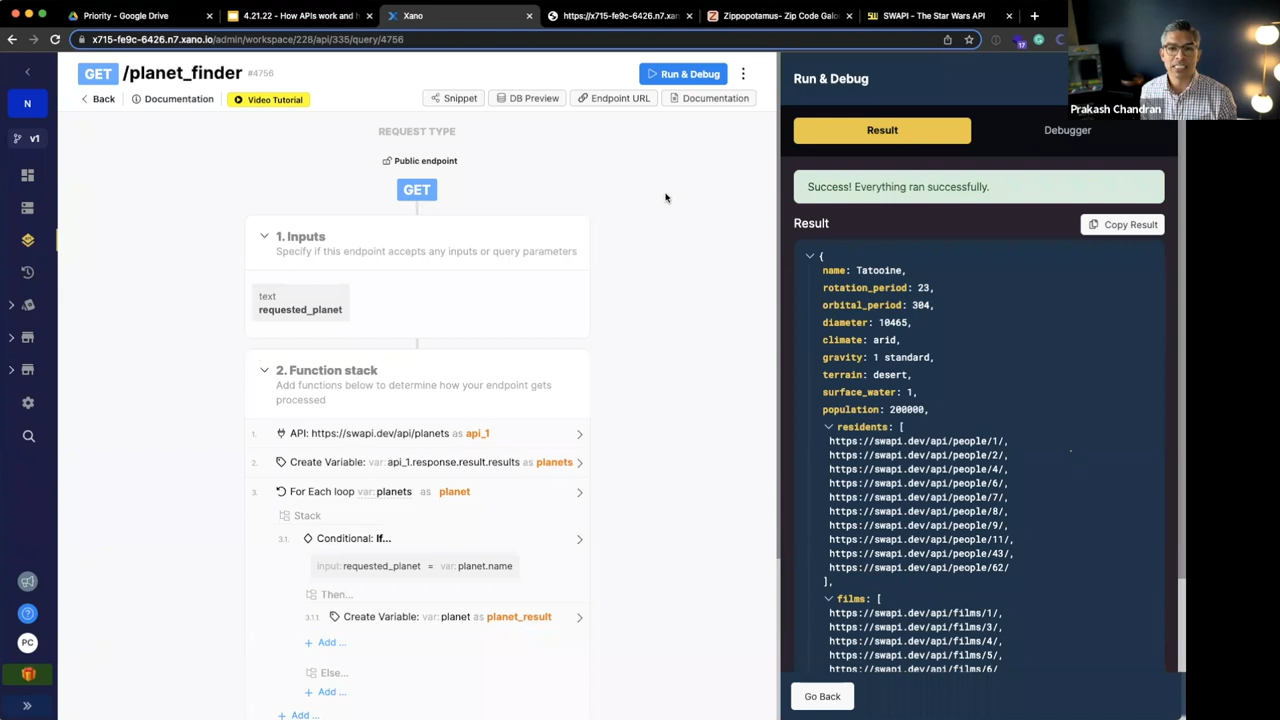 Priority - Google Drive
4.21.22 - How APIs work and h
Xano
https://x715-fe9c-6426.n7.xan
Zippopotamus- Zip Code Galo
SWAPI - The Star Wars API
x715-fe9c-6426.n7.xano.io/admin/workspace/228/api/335/query/4756
17
Prakash Chandran
N
v1
PC
GET /planet_finder #4756
Run & Debug
Back
Documentation
Video Tutorial
Snippet
DB Preview
Endpoint URL
Documentation
REQUEST TYPE
Public endpoint
GET
1. Inputs
Specify if this endpoint accepts any inputs or query parameters
text
requested_planet
2. Function stack
Add functions below to determine how your endpoint gets
processed
1. API: https://swapi.dev/api/planets as api_1
2. Create Variable: var: api_1.response.result.results as planets
3. For Each loop var: planets as planet
Stack
3.1. Conditional: If...
input: requested_planet = var: planet.name
Then...
3.1.1 Create Variable: var: planet as planet_result
+ Add ...
Else...
+ Add ...
+ Add ...
Run & Debug
Result
Debugger
Success! Everything ran successfully.
Result
Copy Result
{
name: Tatooine,
rotation_period: 23,
orbital_period: 304,
diameter: 10465,
climate: arid,
gravity: 1 standard,
terrain: desert,
surface_water: 1,
population: 200000,
residents: [
https://swapi.dev/api/people/1/,
https://swapi.dev/api/people/2/,
https://swapi.dev/api/people/4/,
https://swapi.dev/api/people/6/,
https://swapi.dev/api/people/7/,
https://swapi.dev/api/people/8/,
https://swapi.dev/api/people/9/,
https://swapi.dev/api/people/11/,
https://swapi.dev/api/people/43/,
https://swapi.dev/api/people/62/
],
films: [
https://swapi.dev/api/films/1/,
https://swapi.dev/api/films/3/,
https://swapi.dev/api/films/4/,
https://swapi.dev/api/films/5/,
https://swapi.dev/api/films/6/
Go Back